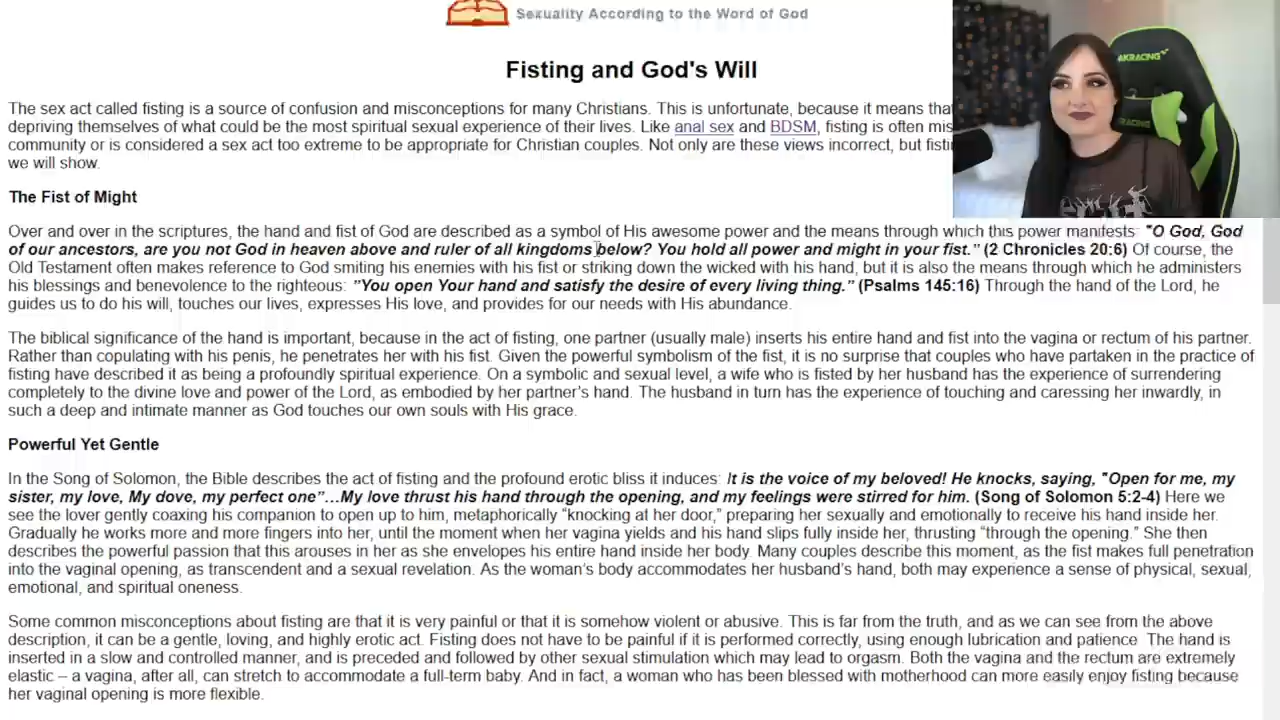 Sexuality According to the Word of God
Fisting and God's Will
The sex act called fisting is a source of confusion and misconceptions for many Christians. This is unfortunate, because it means tha
depriving themselves of what could be the most spiritual sexual experience of their lives. Like anal sex and BDSM, fisting is often mis
community or is considered a sex act too extreme to be appropriate for Christian couples. Not only are these views incorrect, but fisti
we will show.
The Fist of Might
Over and over in the scriptures, the hand and fist of God are described as a symbol of His awesome power and the means through which this power manifests: "O God, God
of our ancestors, are you not God in heaven above and ruler of all kingdoms below? You hold all power and might in your fist." (2 Chronicles 20:6) Of course, the
Old Testament often makes reference to God smiting his enemies with his fist or striking down the wicked with his hand, but it is also the means through which he administers
his blessings and benevolence to the righteous: "You open Your hand and satisfy the desire of every living thing." (Psalms 145:16) Through the hand of the Lord, he
guides us to do his will, touches our lives, expresses His love, and provides for our needs with His abundance.
The biblical significance of the hand is important, because in the act of fisting, one partner (usually male) inserts his entire hand and fist into the vagina or rectum of his partner.
Rather than copulating with his penis, he penetrates her with his fist. Given the powerful symbolism of the fist, it is no surprise that couples who have partaken in the practice of
fisting have described it as being a profoundly spiritual experience. On a symbolic and sexual level, a wife who is fisted by her husband has the experience of surrendering
completely to the divine love and power of the Lord, as embodied by her partner's hand. The husband in turn has the experience of touching and caressing her inwardly, in
such a deep and intimate manner as God touches our own souls with His grace.
Powerful Yet Gentle
In the Song of Solomon, the Bible describes the act of fisting and the profound erotic bliss it induces: It is the voice of my beloved! He knocks, saying, "Open for me, my
sister, my love, My dove, my perfect one"…My love thrust his hand through the opening, and my feelings were stirred for him. (Song of Solomon 5:2-4) Here we
see the lover gently coaxing his companion to open up to him, metaphorically "knocking at her door," preparing her sexually and emotionally to receive his hand inside her.
Gradually he works more and more fingers into her, until the moment when her vagina yields and his hand slips fully inside her, thrusting "through the opening." She then
describes the powerful passion that this arouses in her as she envelopes his entire hand inside her body. Many couples describe this moment, as the fist makes full penetration
into the vaginal opening, as transcendent and a sexual revelation. As the woman's body accommodates her husband's hand, both may experience a sense of physical, sexual,
emotional, and spiritual oneness.
Some common misconceptions about fisting are that it is very painful or that it is somehow violent or abusive. This is far from the truth, and as we can see from the above
description, it can be a gentle, loving, and highly erotic act. Fisting does not have to be painful if it is performed correctly, using enough lubrication and patience. The hand is
inserted in a slow and controlled manner, and is preceded and followed by other sexual stimulation which may lead to orgasm. Both the vagina and the rectum are extremely
elastic – a vagina, after all, can stretch to accommodate a full-term baby. And in fact, a woman who has been blessed with motherhood can more easily enjoy fisting because
her vaginal opening is more flexible.
AKRACING
RACING